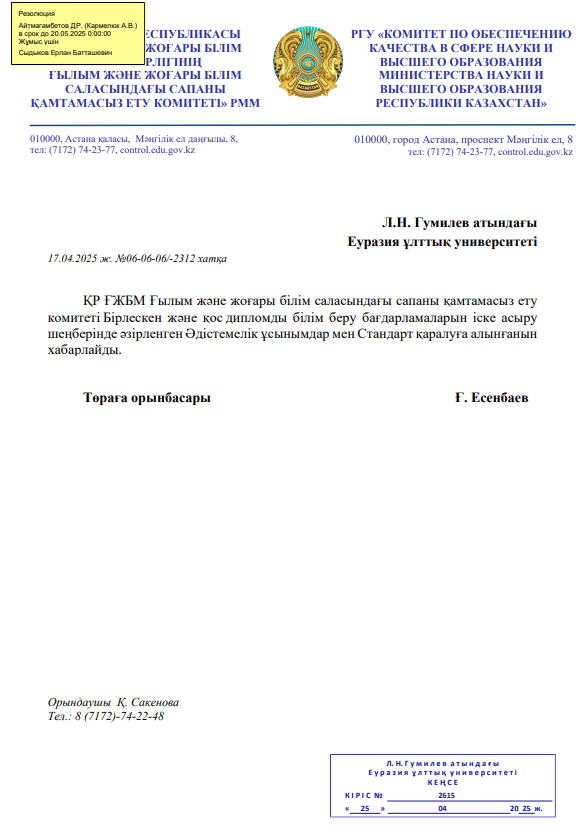 Резолюция
Айтмагамбетов Д.Р. (Кармелюк А.В.)
в срок до 20.05.2025 0:00:00
Жұмыс үшін
Сыдыков Ерлан Батташевич
ЕСПУБЛИКАСЫ
ЖОҒАРЫ БІЛІМ
РЛІГІНІҢ
ҒЫЛЫМ ЖӘНЕ ЖОҒАРЫ БІЛІМ
САЛАСЫНДАҒЫ САПАНЫ
ҚАМТАМАСЫЗ ЕТУ КОМИТЕТІ» РММ
РГУ «КОМИТЕТ ПО ОБЕСПЕЧЕНИЮ
КАЧЕСТВА В СФЕРЕ НАУКИ И
ВЫСШЕГО ОБРАЗОВАНИЯ
МИНИСТЕРСТВА НАУКИ И
ВЫСШЕГО ОБРАЗОВАНИЯ
РЕСПУБЛИКИ КАЗАХСТАН»
010000, Астана қаласы, Мәңгілік ел даңғылы, 8,
тел: (7172) 74-23-77, control.edu.gov.kz
010000, город Астана, проспект Мәңгілік ел, 8
тел: (7172) 74-23-77, control.edu.gov.kz
Л.Н. Гумилев атындағы
Еуразия ұлттық университеті
17.04.2025 ж. №06-06-06/-2312 хатқа
ҚР ҒЖБМ Ғылым және жоғары білім саласындағы сапаны қамтамасыз ету
комитеті Бірлескен және қос дипломды білім беру бағдарламаларын іске асыру
шеңберінде әзірленген Әдістемелік ұсынымдар мен Стандарт қаралуға алынғанын
хабарлайды.
Төраға орынбасары Ғ. Есенбаев
Орындаушы Қ. Сакенова
Тел.: 8 (7172)-74-22-48
Л.Н.Гумилев атындағы
Еуразия ұлттық университеті
КЕҢСЕ
КІРІС № 2615
« 25 » 04 20 25 ж.